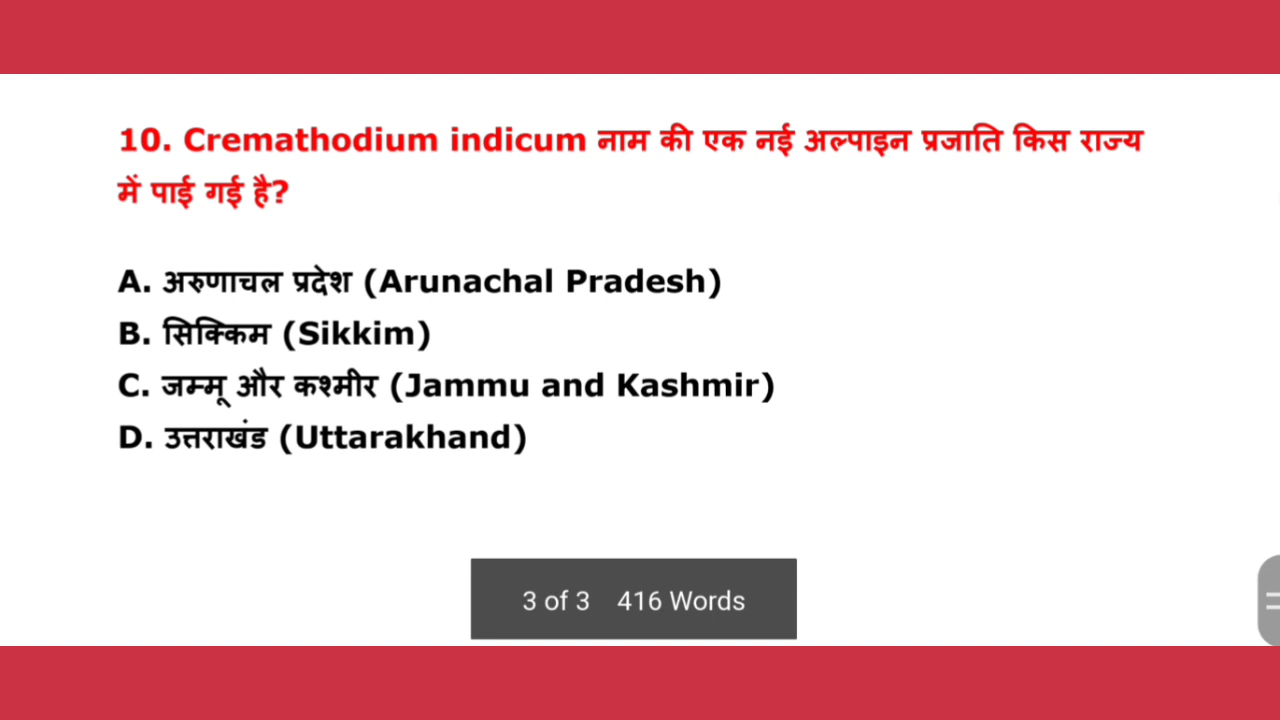 10. Cremathodium indicum नाम की एक नई अल्पाइन प्रजाति किस राज्य
में पाई गई है?
A. अरुणाचल प्रदेश (Arunachal Pradesh)
B. सिक्किम (Sikkim)
C. जम्मू और कश्मीर (Jammu and Kashmir)
D. उत्तराखंड (Uttarakhand)
3 of 3 416 Words